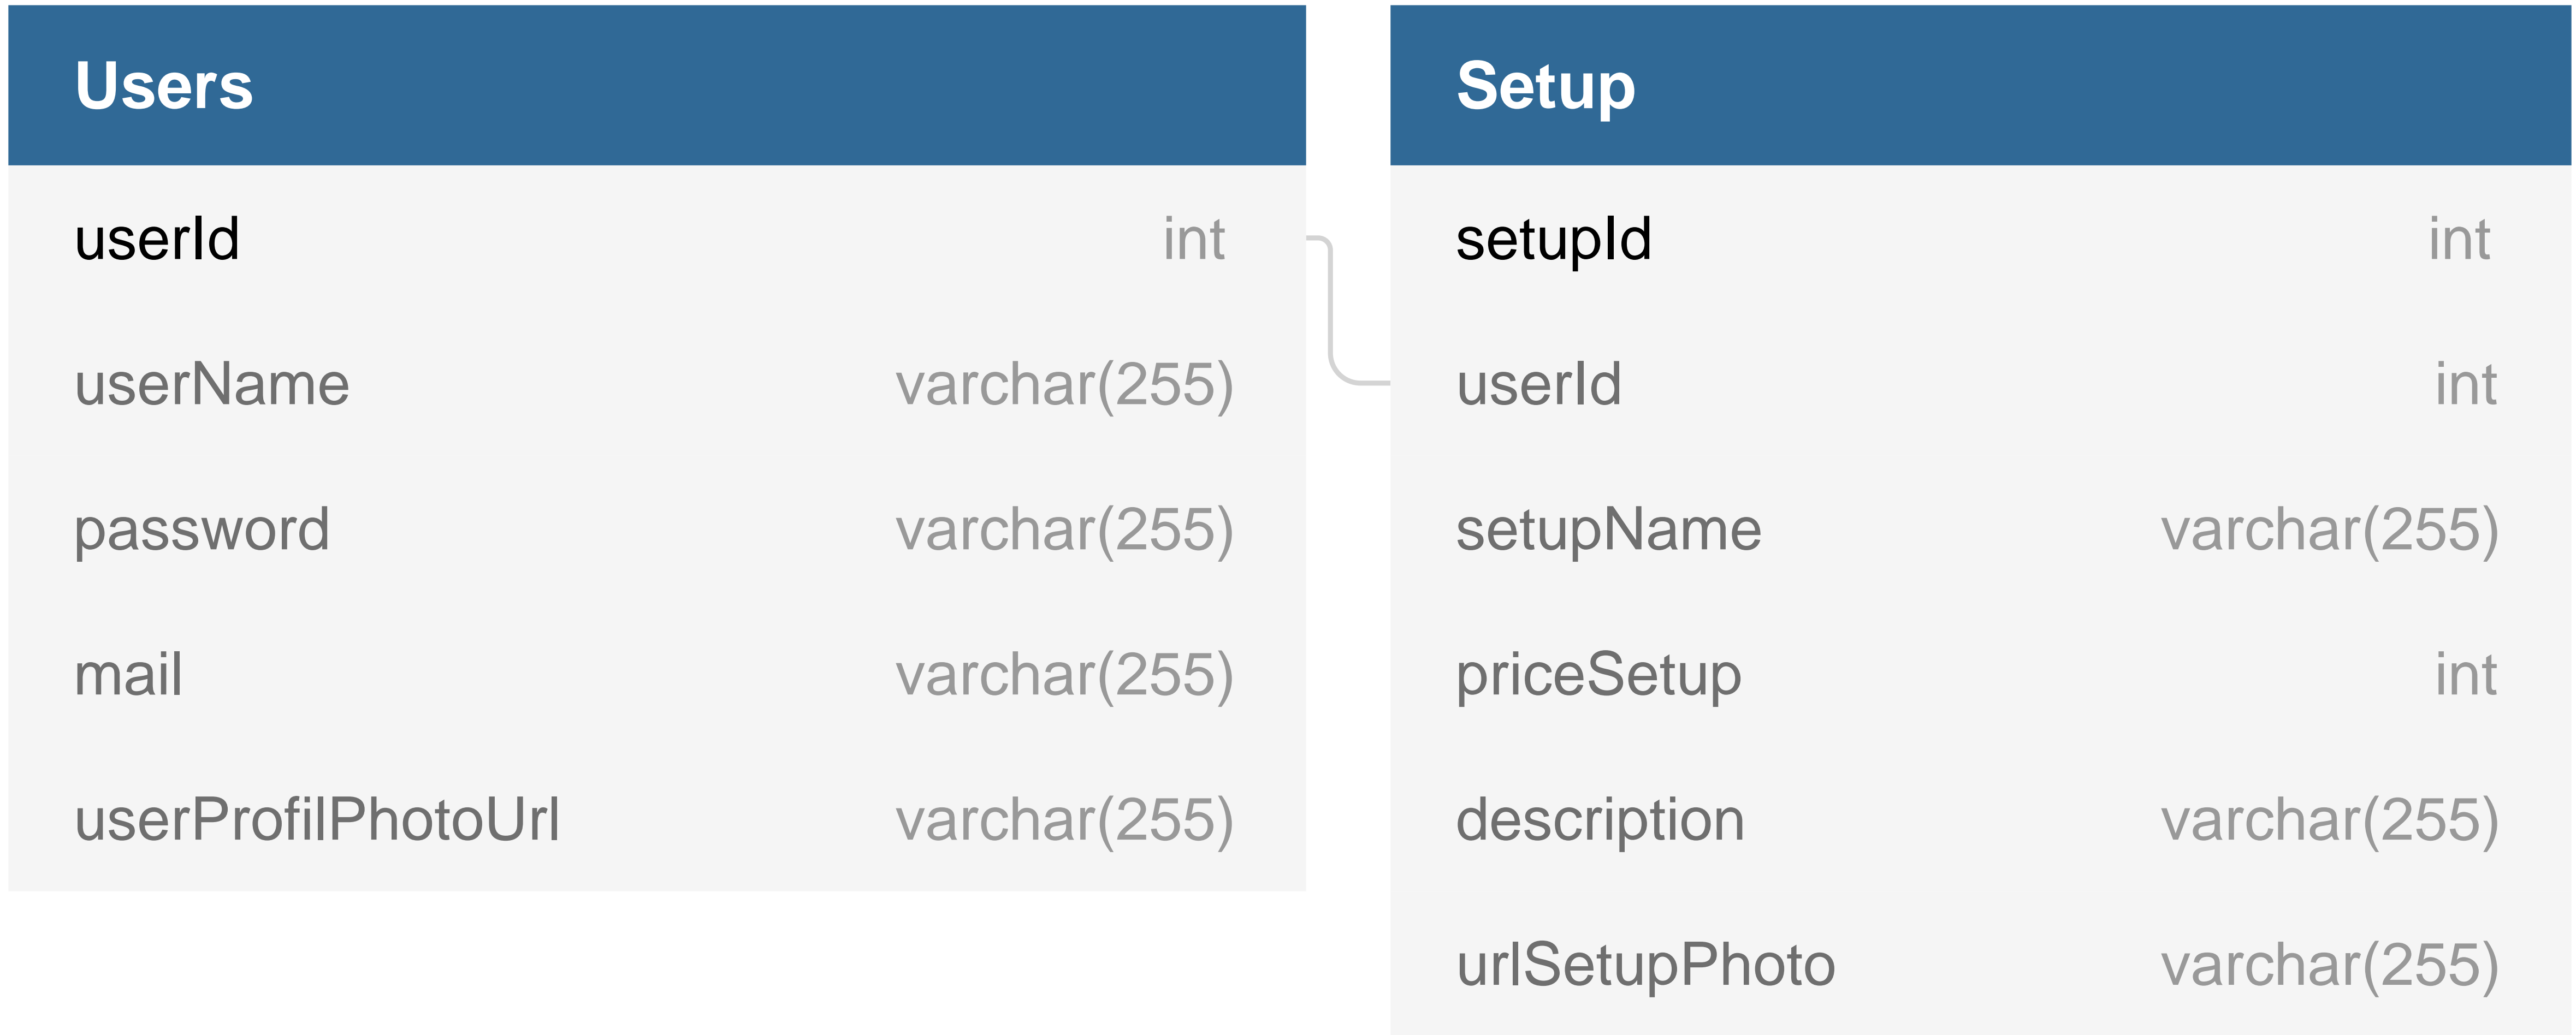 Users
userId int
userName varchar(255)
password varchar(255)
mail varchar(255)
userProfilPhotoUrl varchar(255)
Setup
setupId int
userId int
setupName varchar(255)
priceSetup int
description varchar(255)
urlSetupPhoto varchar(255)